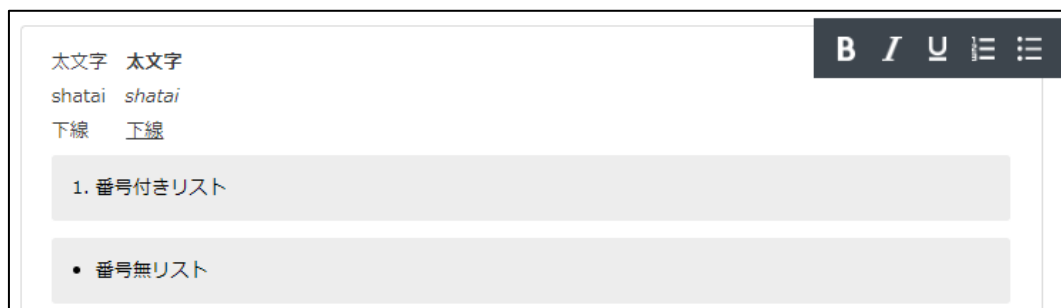 B I U
太文字 太文字
shatai shatai
下線 下線
1. 番号付きリスト
• 番号無リスト